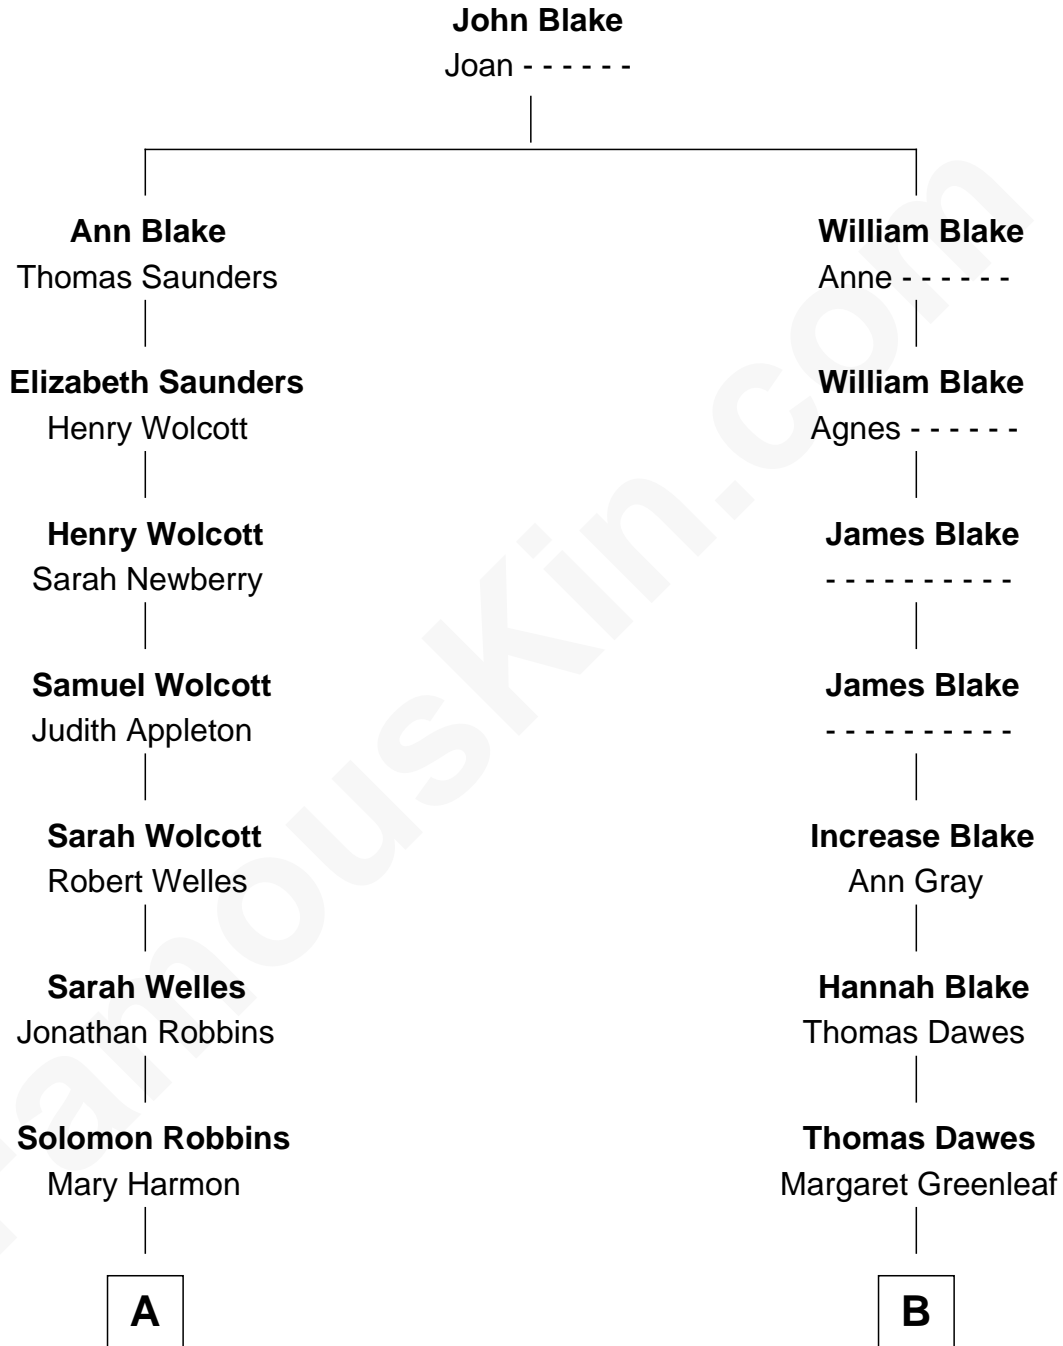 John Blake
Joan - - - - - -
Ann Blake
Thomas Saunders
William Blake
Anne - - - - - -
Elizabeth Saunders
Henry Wolcott
William Blake
Agnes - - - - - -
Henry Wolcott
Sarah Newberry
James Blake
- - - - - - - - - -
Samuel Wolcott
Judith Appleton
James Blake
- - - - - - - - - -
Sarah Wolcott
Robert Welles
Increase Blake
Ann Gray
Sarah Welles
Jonathan Robbins
Hannah Blake
Thomas Dawes
Solomon Robbins
Mary Harmon
Thomas Dawes
Margaret Greenleaf
A
B
FamousKin.com